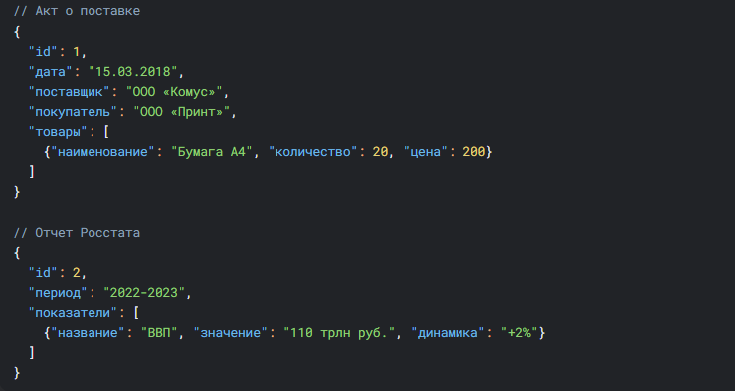 // Акт о поставке
{
"id": 1,
"дата": "15.03.2018",
"поставщик": "ООО «Комус»",
"покупатель": "ООО «Принт»",
"товары": [
{"наименование": "Бумага А4", "количество": 20, "цена": 200}
]
}
// Отчет Росстата
{
"id": 2,
"период": "2022-2023",
"показатели": [
{"название": "ВВП", "значение": "110 трлн руб.", "динамика": "+2%"}
]
}